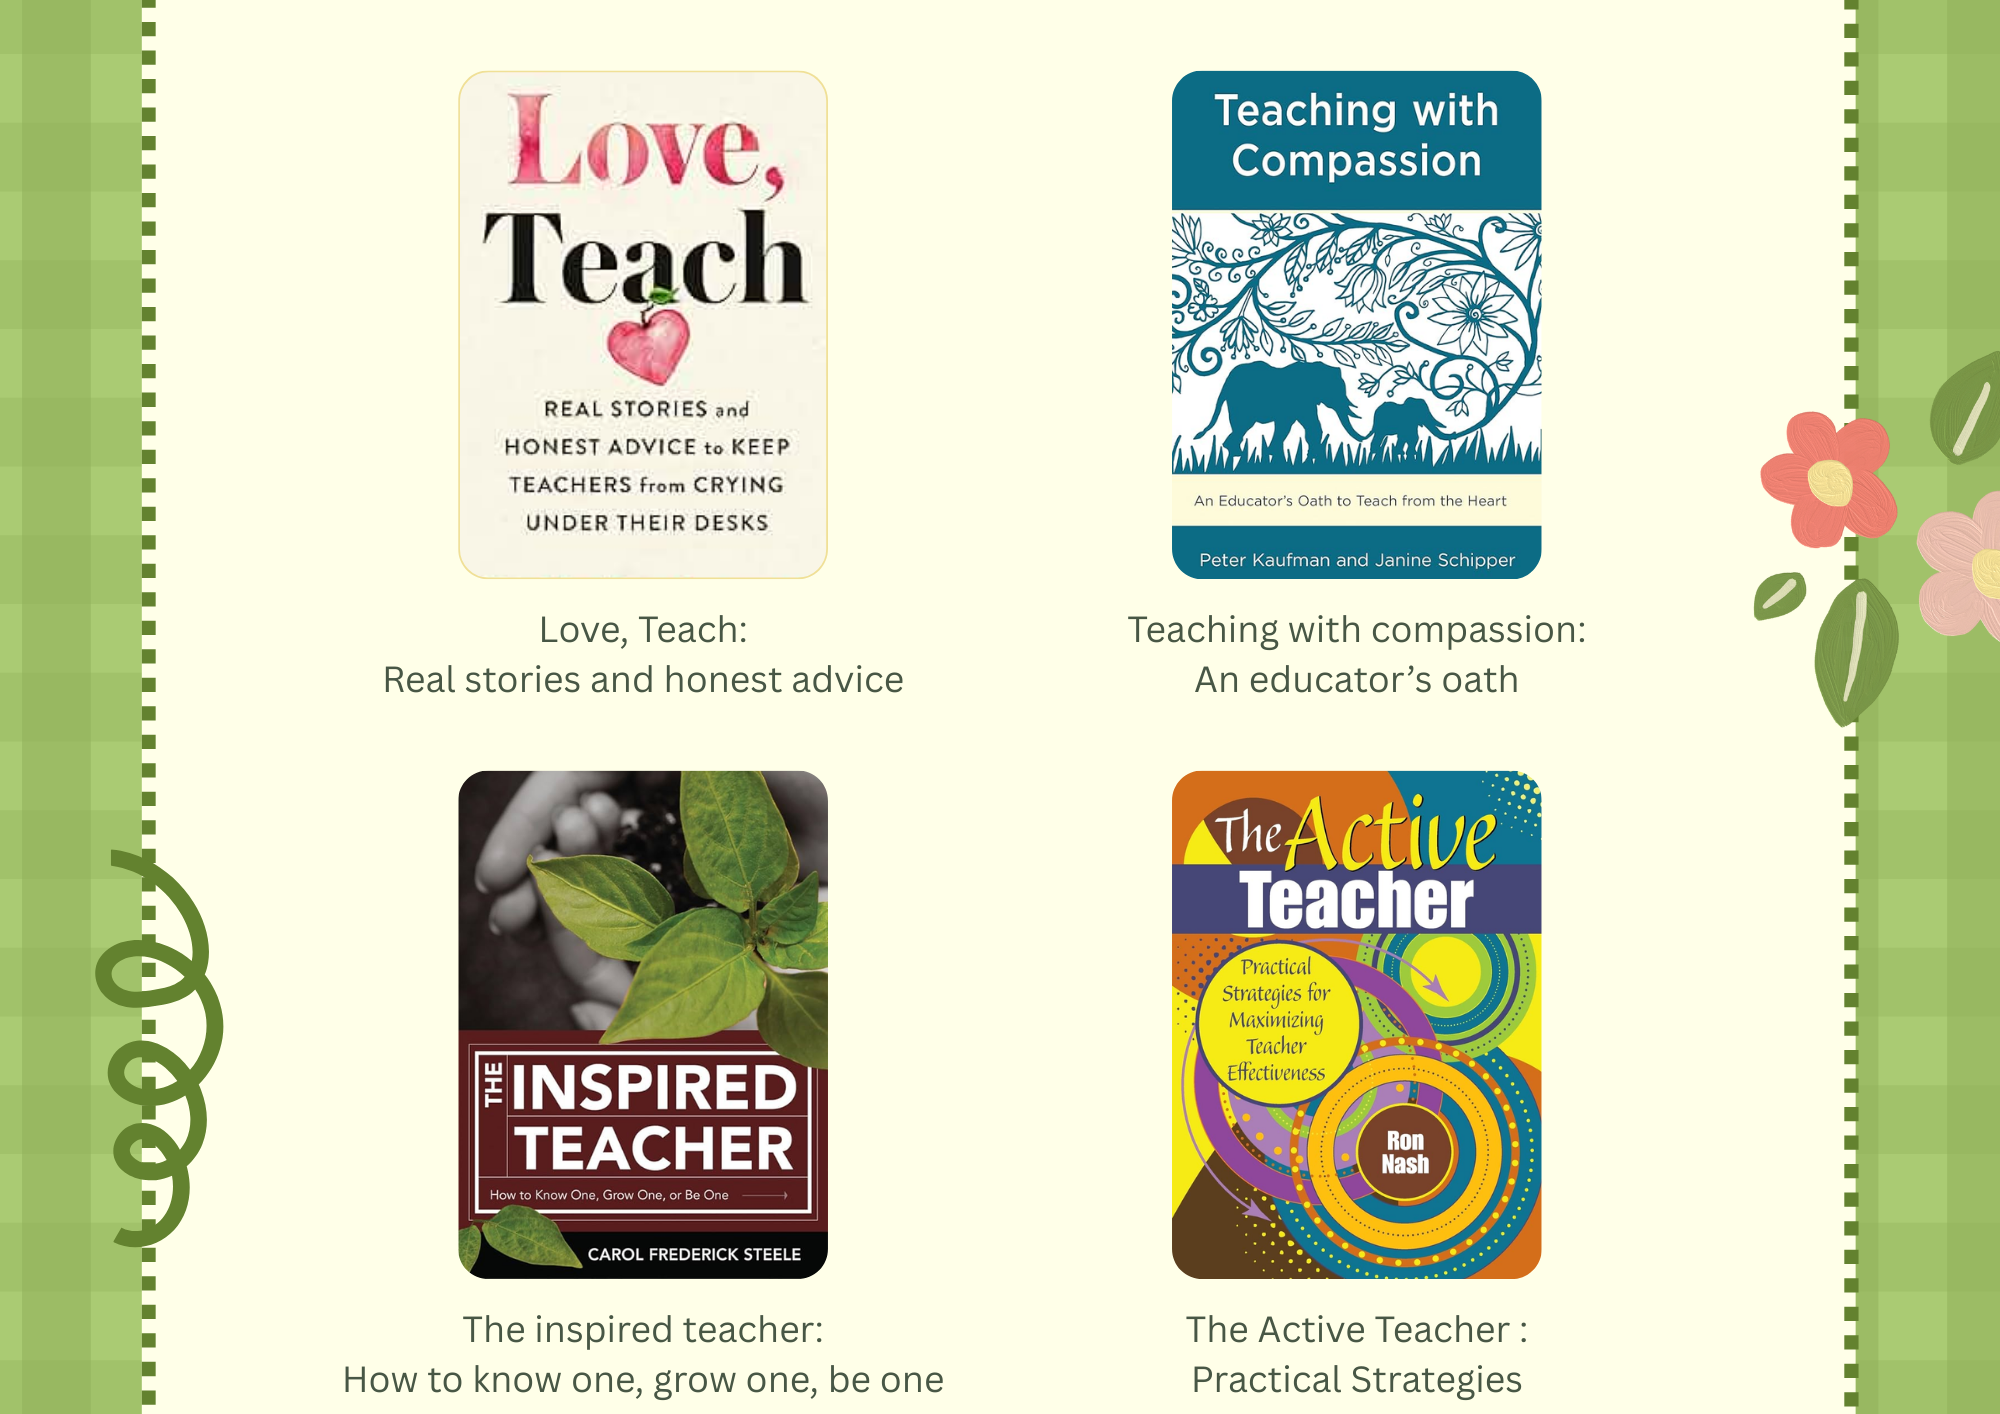 Love,
Teach
REAL STORIES and
HONEST ADVICE to KEEP
TEACHERS from CRYING
UNDER THEIR DESKS
Love, Teach:
Real stories and honest advice
Teaching with
Compassion
An Educator's Oath to Teach from the Heart
Peter Kaufman and Janine Schipper
Teaching with compassion:
An educator’s oath
THE INSPIRED
TEACHER
How to Know One, Grow One, or Be One
CAROL FREDERICK STEELE
The inspired teacher:
How to know one, grow one, be one
The Active
Teacher
Practical
Strategies for
Maximizing
Teacher
Effectiveness
Ron
Nash
The Active Teacher :
Practical Strategies